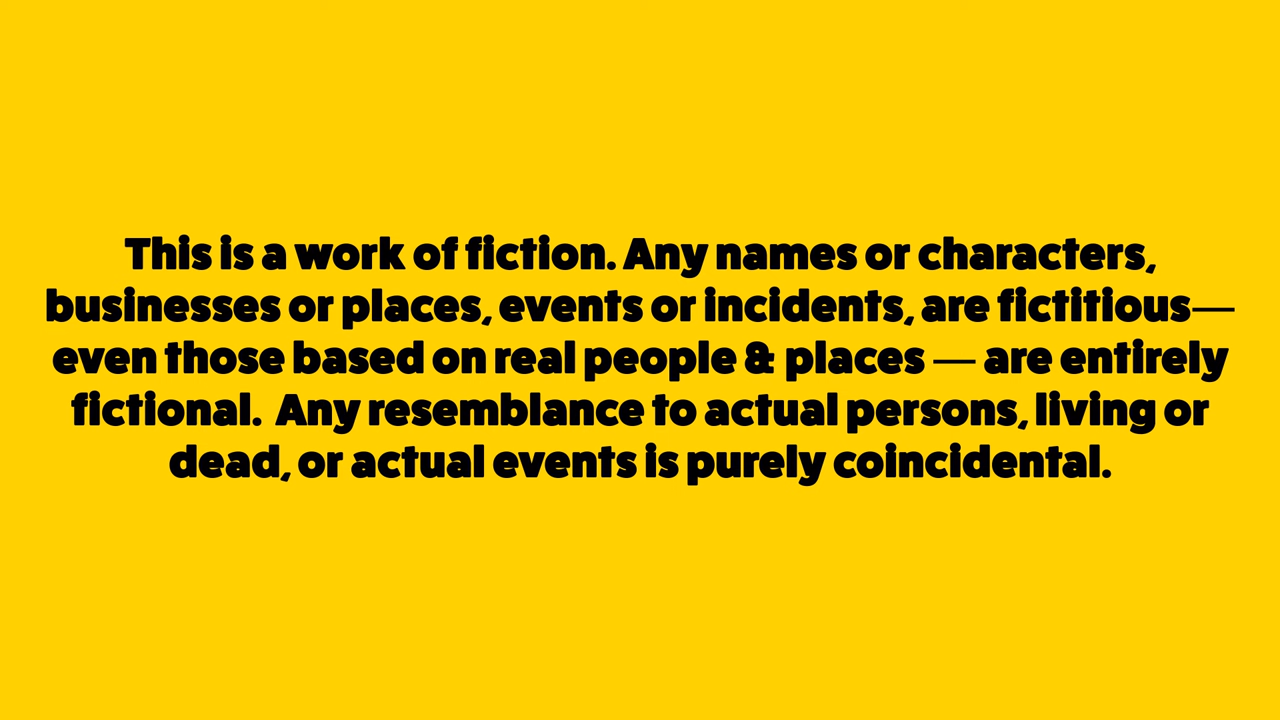 This is a work of fiction. Any names or characters,
businesses or places, events or incidents, are fictitious—
even those based on real people & places — are entirely
fictional.  Any resemblance to actual persons, living or
dead, or actual events is purely coincidental.